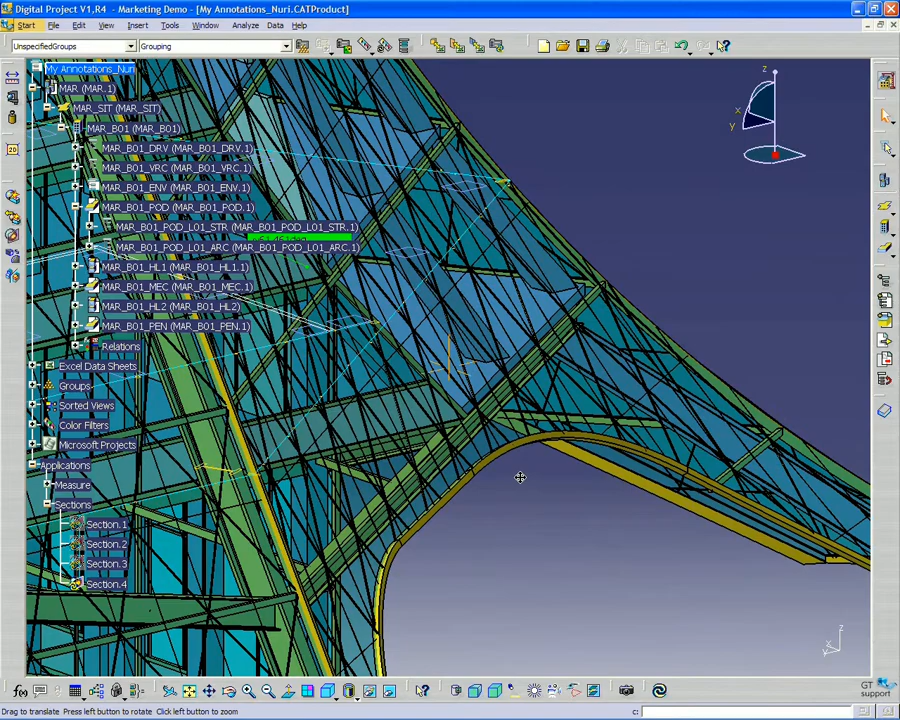 Digital Project V1,R4 - Marketing Demo - [My Annotations_Nuri.CATProduct]
Start File Edit View Insert Tools Window Analyze Data Help
UnspecifiedGroups Grouping
My Annotations_Nuri
MAR (MAR.1)
MAR_SIT (MAR_SIT)
MAR_B01 (MAR_B01)
MAR_B01_DRV (MAR_B01_DRV.1)
MAR_B01_VRC (MAR_B01_VRC.1)
MAR_B01_ENV (MAR_B01_ENV.1)
MAR_B01_POD (MAR_B01_POD.1)
MAR_B01_POD_L01_STR (MAR_B01_POD_L01_STR.1)
MAR_B01_POD_L01_ARC (MAR_B01_POD_L01_ARC.1)
MAR_B01_HL1 (MAR_B01_HL1.1)
MAR_B01_MEC (MAR_B01_MEC.1)
MAR_B01_HL2 (MAR_B01_HL2)
MAR_B01_PEN (MAR_B01_PEN.1)
Relations
Excel Data Sheets
Groups
Sorted Views
Color Filters
Microsoft Projects
Applications
Measure
Sections
Section.1
Section.2
Section.3
Section.4
z
x
y
z
y x
GT
support
Drag to translate Press left button to rotate Click left button to zoom
c: